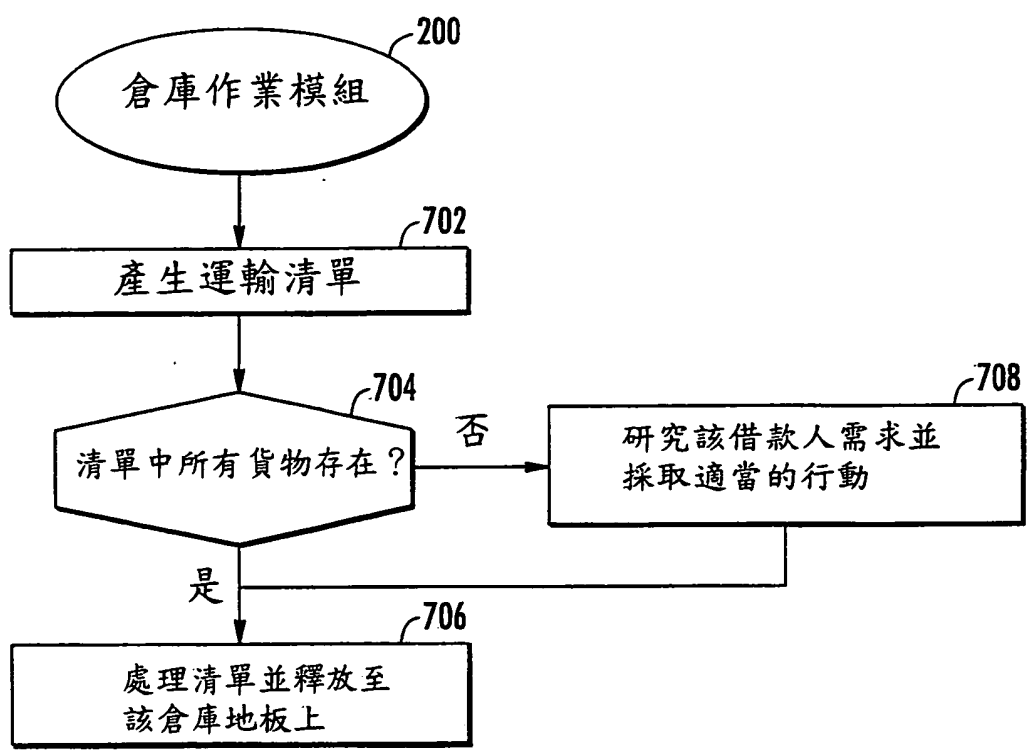 200
倉庫作業模組
702
產生運輸清單
704
清單中所有貨物存在？
否
708
研究該借款人需求並
採取適當的行動
是
706
處理清單並釋放至
該倉庫地板上